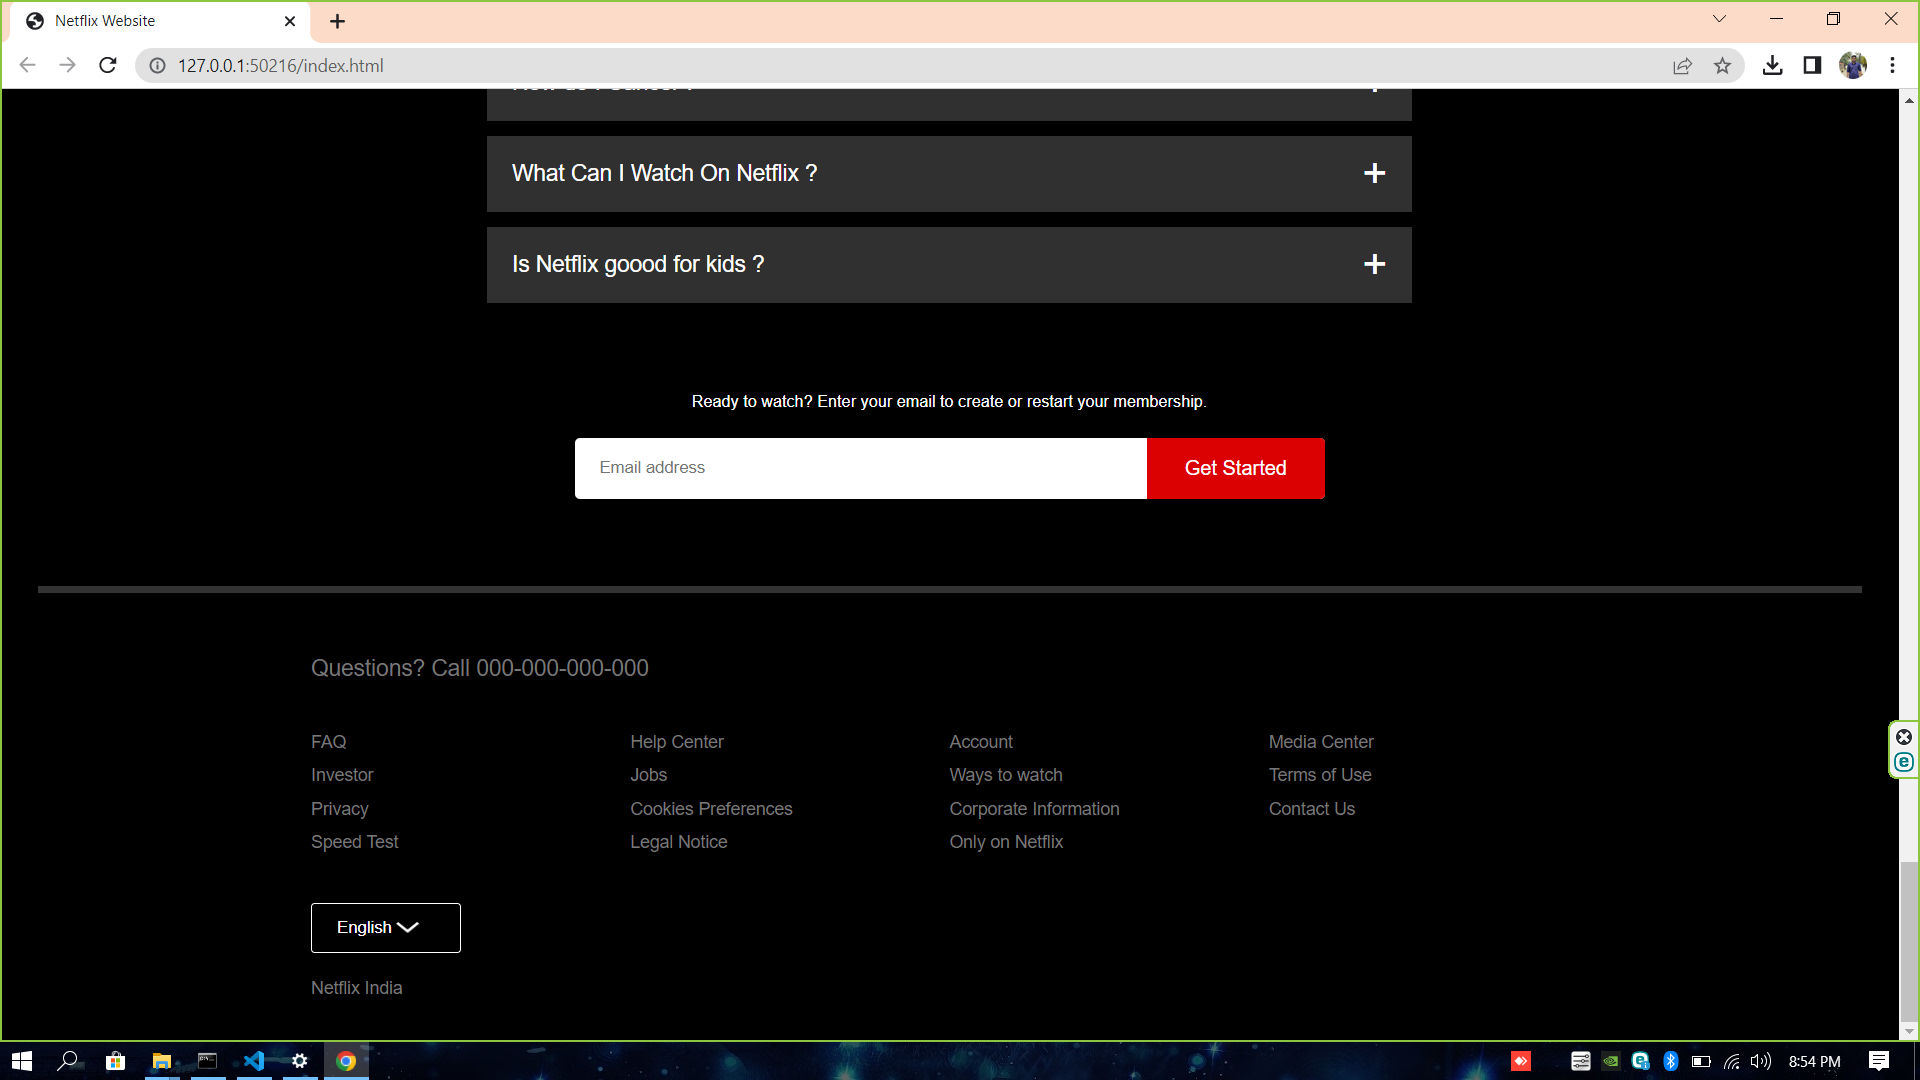 Netflix Website
127.0.0.1:50216/index.html
What Can I Watch On Netflix ?
Is Netflix goood for kids ?
Ready to watch? Enter your email to create or restart your membership.
Email address
Get Started
Questions? Call 000-000-000-000
FAQ
Help Center
Account
Media Center
Investor
Jobs
Ways to watch
Terms of Use
Privacy
Cookies Preferences
Corporate Information
Contact Us
Speed Test
Legal Notice
Only on Netflix
English
Netflix India
8:54 PM